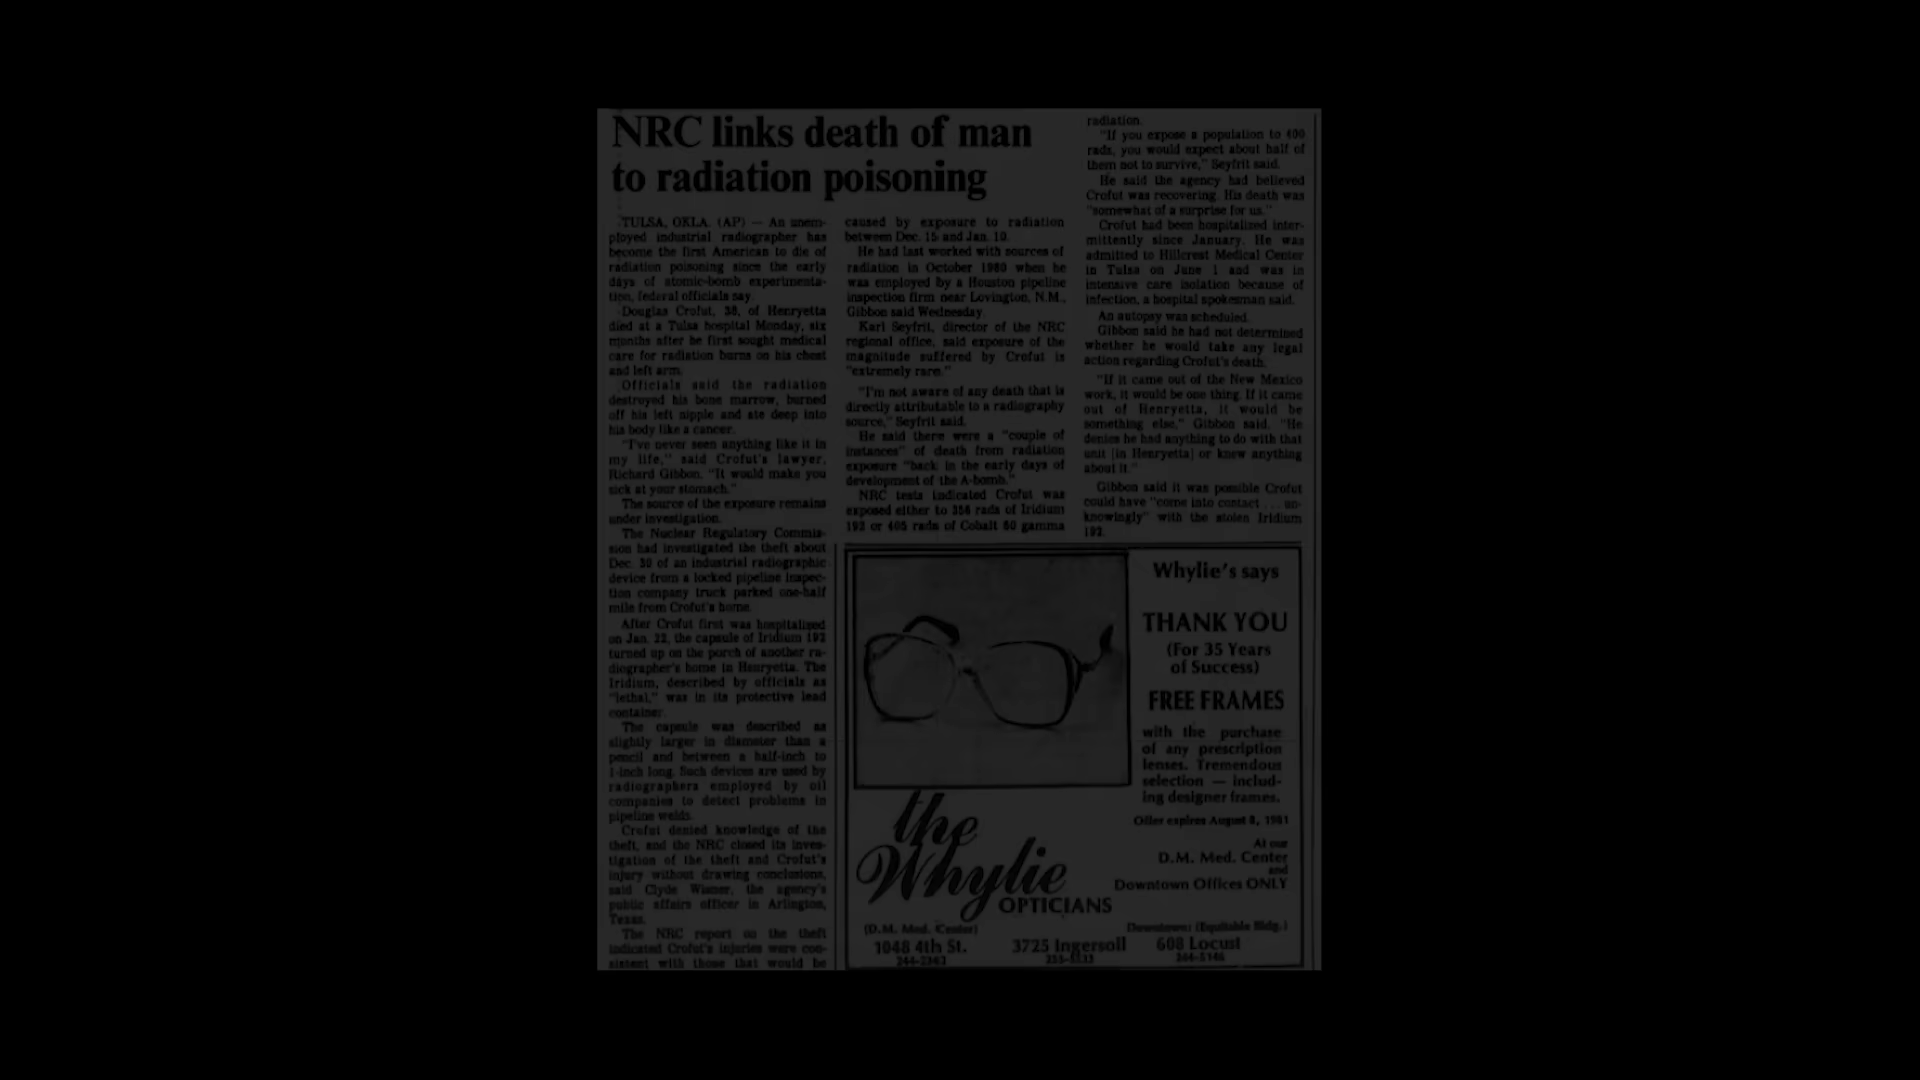 NRC links death of man
to radiation poisoning
TULSA, OKLA. (AP) — An unem-
ployed industrial radiographer has
become the first American to die of
radiation poisoning since the early
days of atomic-bomb experimenta-
tion, federal officials say.
Douglas Crofut, 38, of Henryetta
died at a Tulsa hospital Monday, six
months after he first sought medical
care for radiation burns on his chest
and left arm.
Officials said the radiation
destroyed his bone marrow, burned
off his left nipple and ate deep into
his body like a cancer.
"I've never seen anything like it in
my life," said Crofut's lawyer,
Richard Gibbon. "It would make you
sick at your stomach."
The source of the exposure remains
under investigation.
The Nuclear Regulatory Commis-
sion had investigated the theft about
Dec. 30 of an industrial radiographic
device from a locked pipeline inspec-
tion company truck parked one-half
mile from Crofut's home.
After Crofut first was hospitalized
on Jan. 22, the capsule of Iridium 192
turned up on the porch of another ra-
diographer's home in Henryetta. The
Iridium, described by officials as
"lethal," was in its protective lead
container.
The capsule was described as
slightly larger in diameter than a
pencil and between a half-inch to
1-inch long. Such devices are used by
radiographers employed by oil
companies to detect problems in
pipeline welds.
Crofut denied knowledge of the
theft, and the NRC closed its inves-
tigation of the theft and Crofut's
injury without drawing conclusions,
said Clyde Wisner, the agency's
public affairs officer in Arlington,
Texas.
The NRC report on the theft
indicated Crofut's injuries were con-
sistent with those that would be
caused by exposure to radiation
between Dec. 15 and Jan. 10.
He had last worked with sources of
radiation in October 1980 when he
was employed by a Houston pipeline
inspection firm near Lovington, N.M.,
Gibbon said Wednesday.
Karl Seyfrit, director of the NRC
regional office, said exposure of the
magnitude suffered by Crofut is
"extremely rare."
"I'm not aware of any death that is
directly attributable to a radiography
source," Seyfrit said.
He said there were a "couple of
instances" of death from radiation
exposure "back in the early days of
development of the A-bomb."
NRC tests indicated Crofut was
exposed either to 356 rads of Iridium
192 or 405 rads of Cobalt 60 gamma
radiation.
"If you expose a population to 400
rads, you would expect about half of
them not to survive," Seyfrit said.
He said the agency had believed
Crofut was recovering. His death was
"somewhat of a surprise for us."
Crofut had been hospitalized inter-
mittently since January. He was
admitted to Hillcrest Medical Center
in Tulsa on June 1 and was in
intensive care isolation because of
infection, a hospital spokesman said.
An autopsy was scheduled.
Gibbon said he had not determined
whether he would take any legal
action regarding Crofut's death.
"If it came out of the New Mexico
work, it would be one thing. If it came
out of Henryetta, it would be
something else," Gibbon said. "He
denies he had anything to do with that
unit [in Henryetta] or knew anything
about it."
Gibbon said it was possible Crofut
could have "come into contact . . . un-
knowingly" with the stolen Iridium
192.
Whylie's says
THANK YOU
(For 35 Years
of Success)
FREE FRAMES
with the purchase
of any prescription
lenses. Tremendous
selection — includ-
ing designer frames.
Offer expires August 8, 1981
At our
D.M. Med. Center
and
Downtown Offices ONLY
the
Whylie
OPTICIANS
(D.M. Med. Center)
1048 4th St.
3725 Ingersoll
Downtown: (Equitable Bldg.)
608 Locust